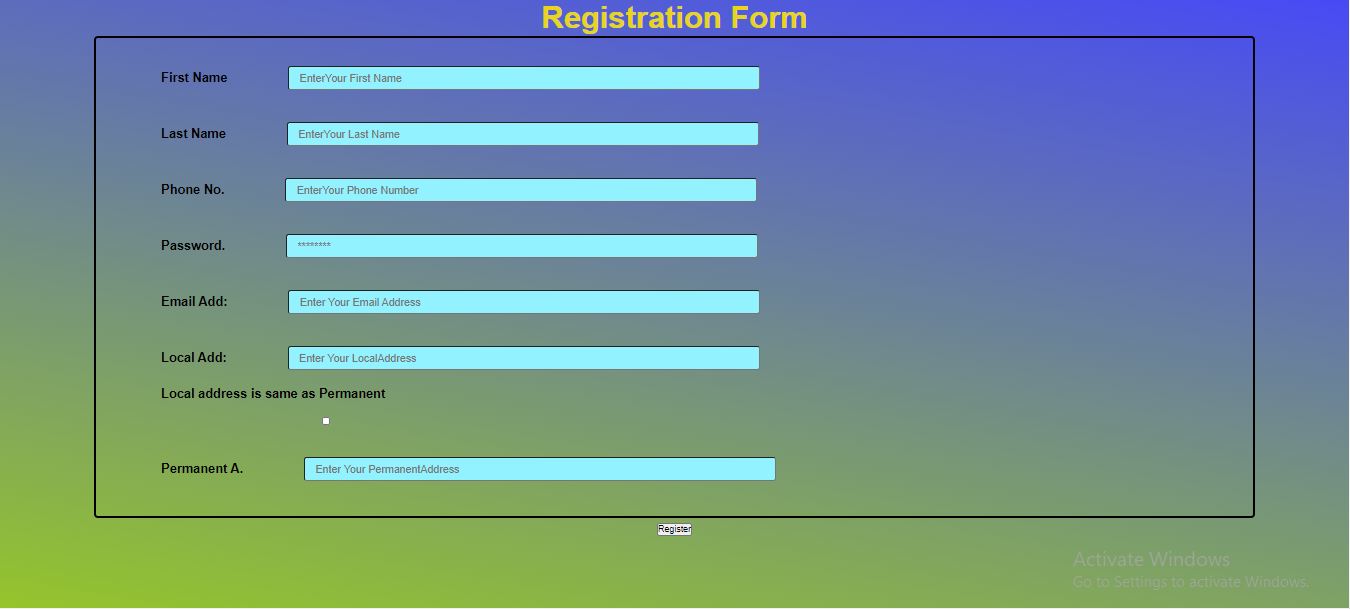 Registration Form
First Name EnterYour First Name
Last Name EnterYour Last Name
Phone No. EnterYour Phone Number
Password. ********
Email Add: Enter Your Email Address
Local Add: Enter Your LocalAddress
Local address is same as Permanent
Permanent A. Enter Your PermanentAddress
Register
Activate Windows
Go to Settings to activate Windows.